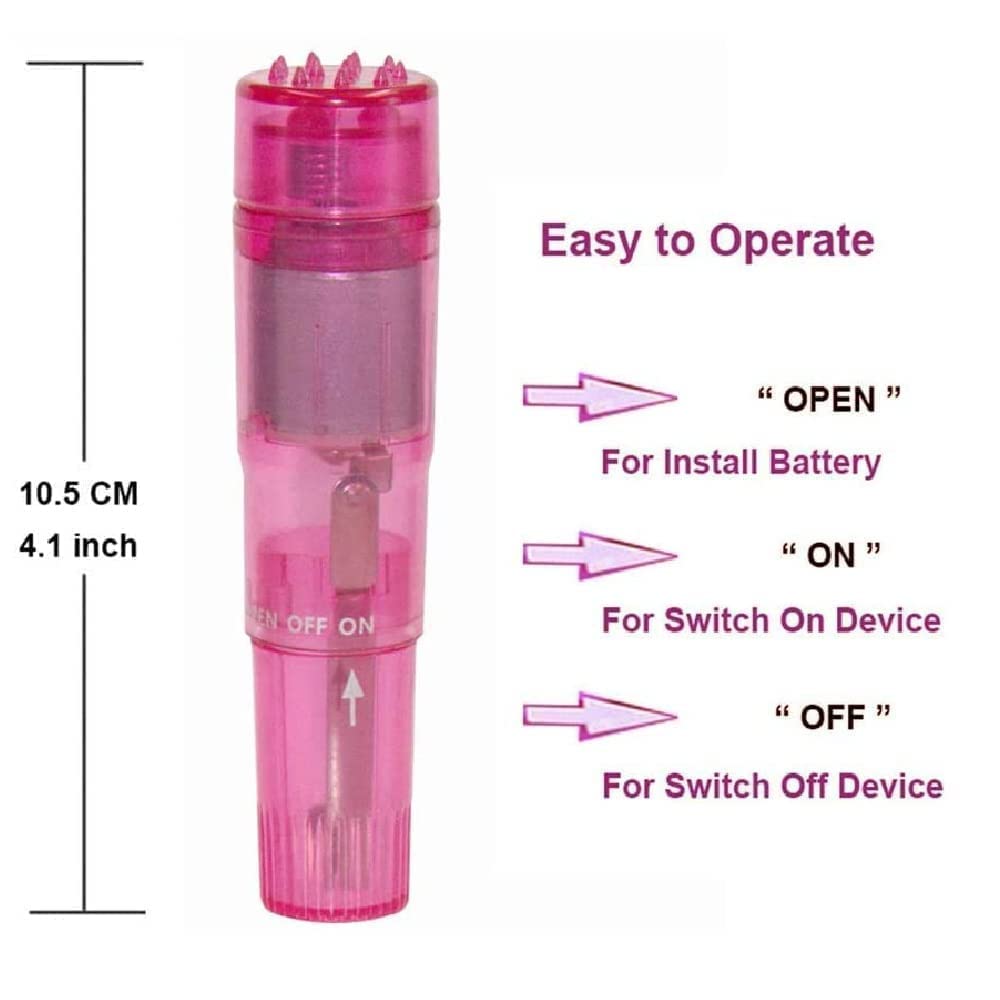 Easy to Operate
10.5 CM
4.1 inch
“ OPEN ”
For Install Battery
“ ON ”
For Switch On Device
“ OFF ”
For Switch Off Device
OFF ON